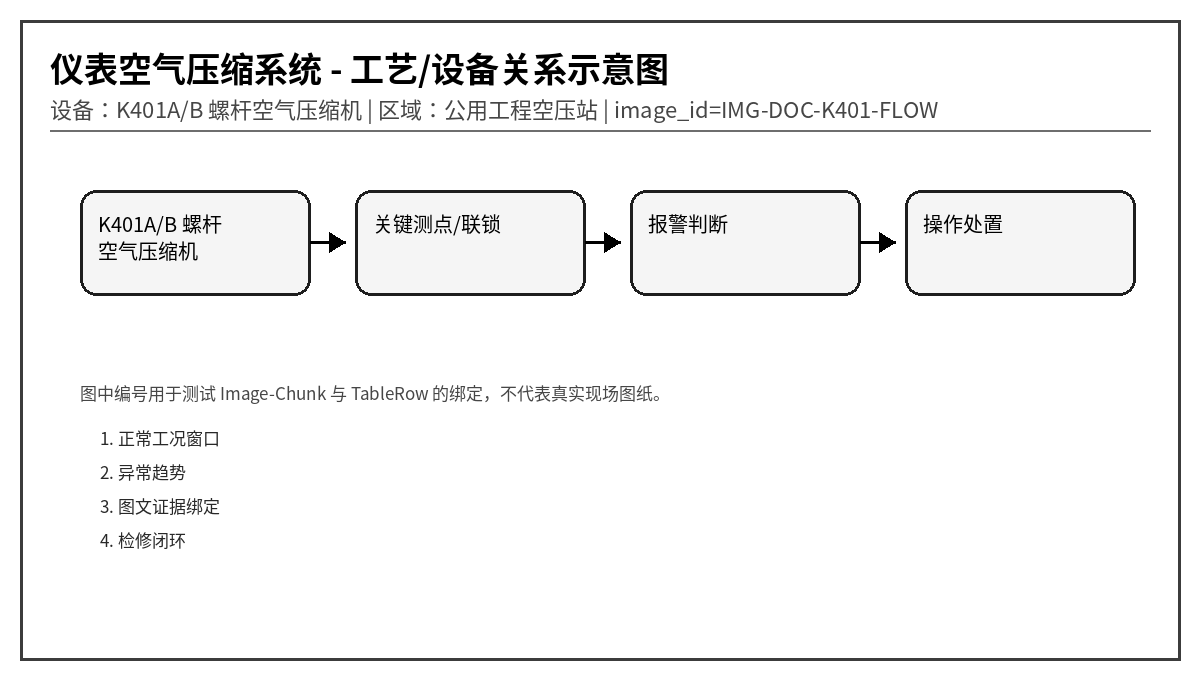 仪表空气压缩系统 - 工艺/设备关系示意图
设备：K401A/B 螺杆空气压缩机 | 区域：公用工程空压站 | image_id=IMG-DOC-K401-FLOW
K401A/B 螺杆
空气压缩机
关键测点/联锁
报警判断
操作处置
图中编号用于测试 Image-Chunk 与 TableRow 的绑定，不代表真实现场图纸。
1. 正常工况窗口
2. 异常趋势
3. 图文证据绑定
4. 检修闭环